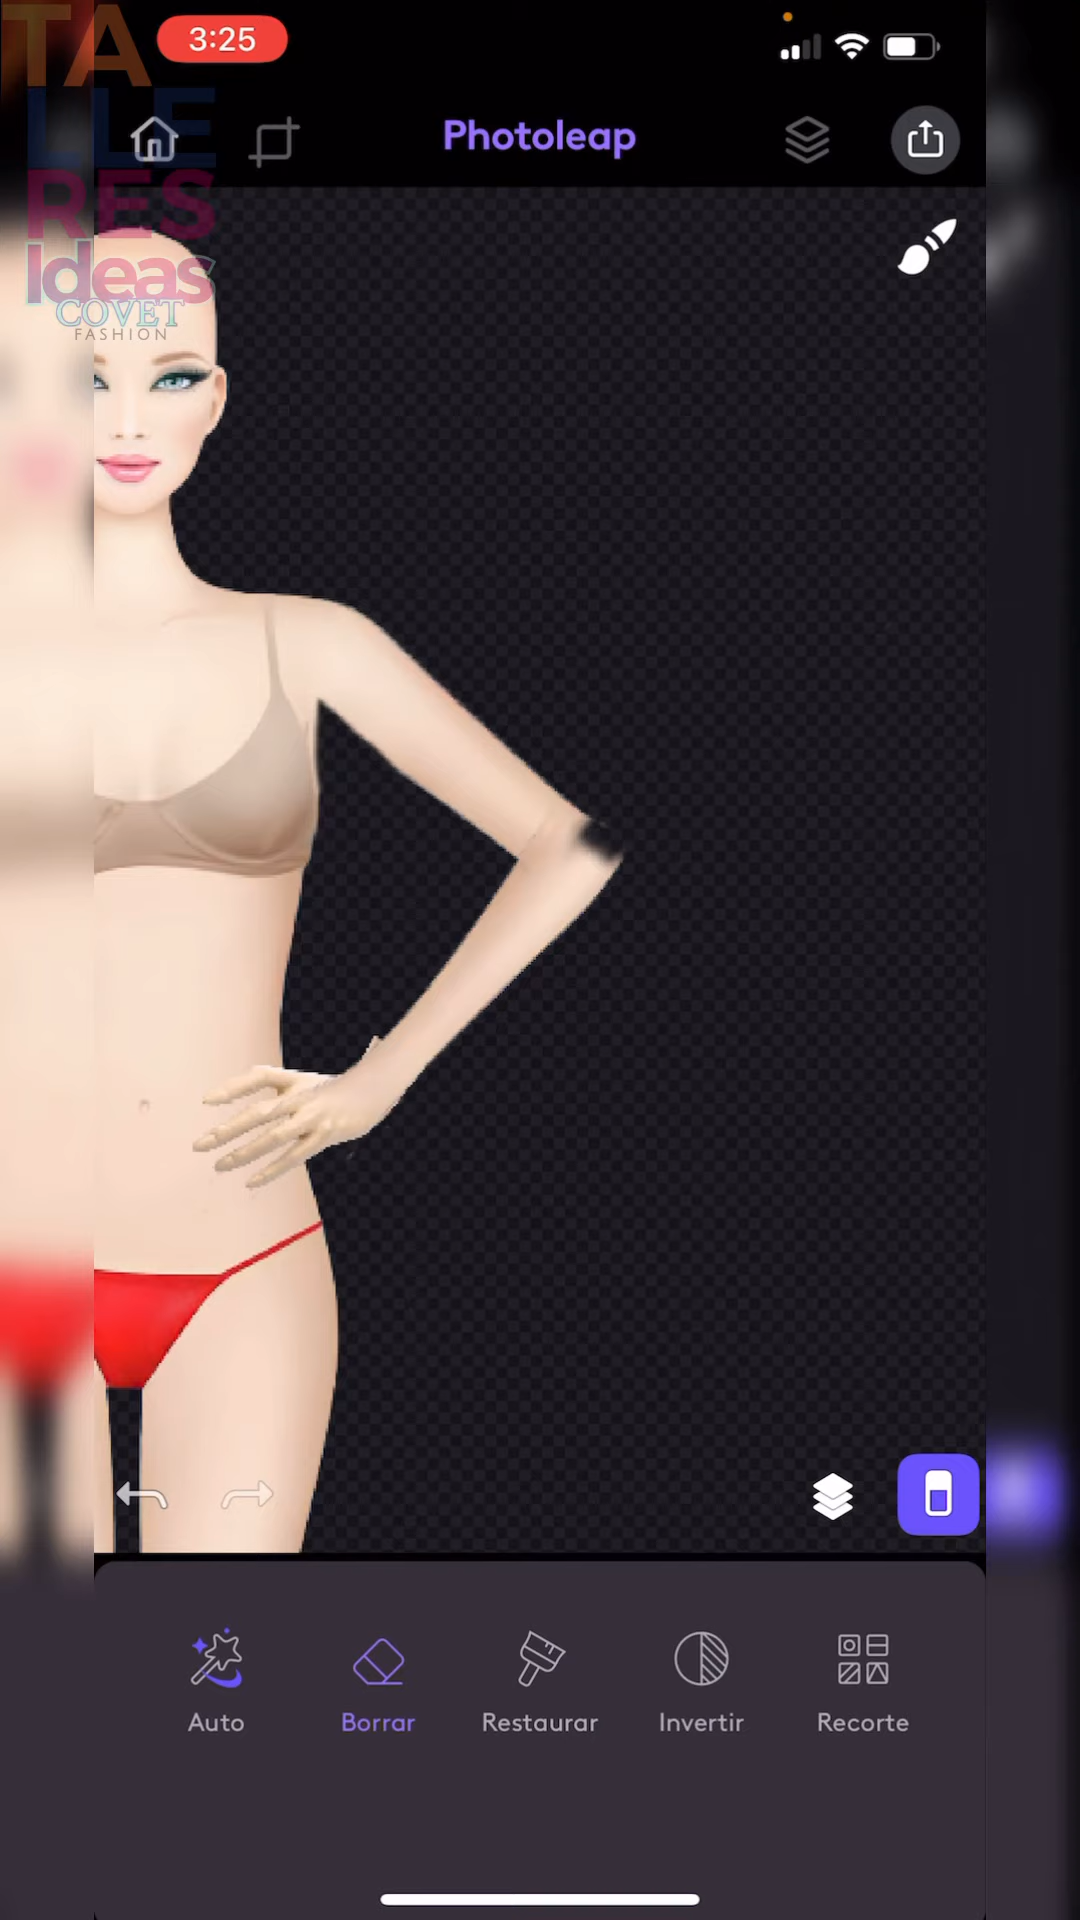 TA
LLE
RES
Ideas
COVET
FASHION
3:25
Photoleap
Auto
Borrar
Restaurar
Invertir
Recorte